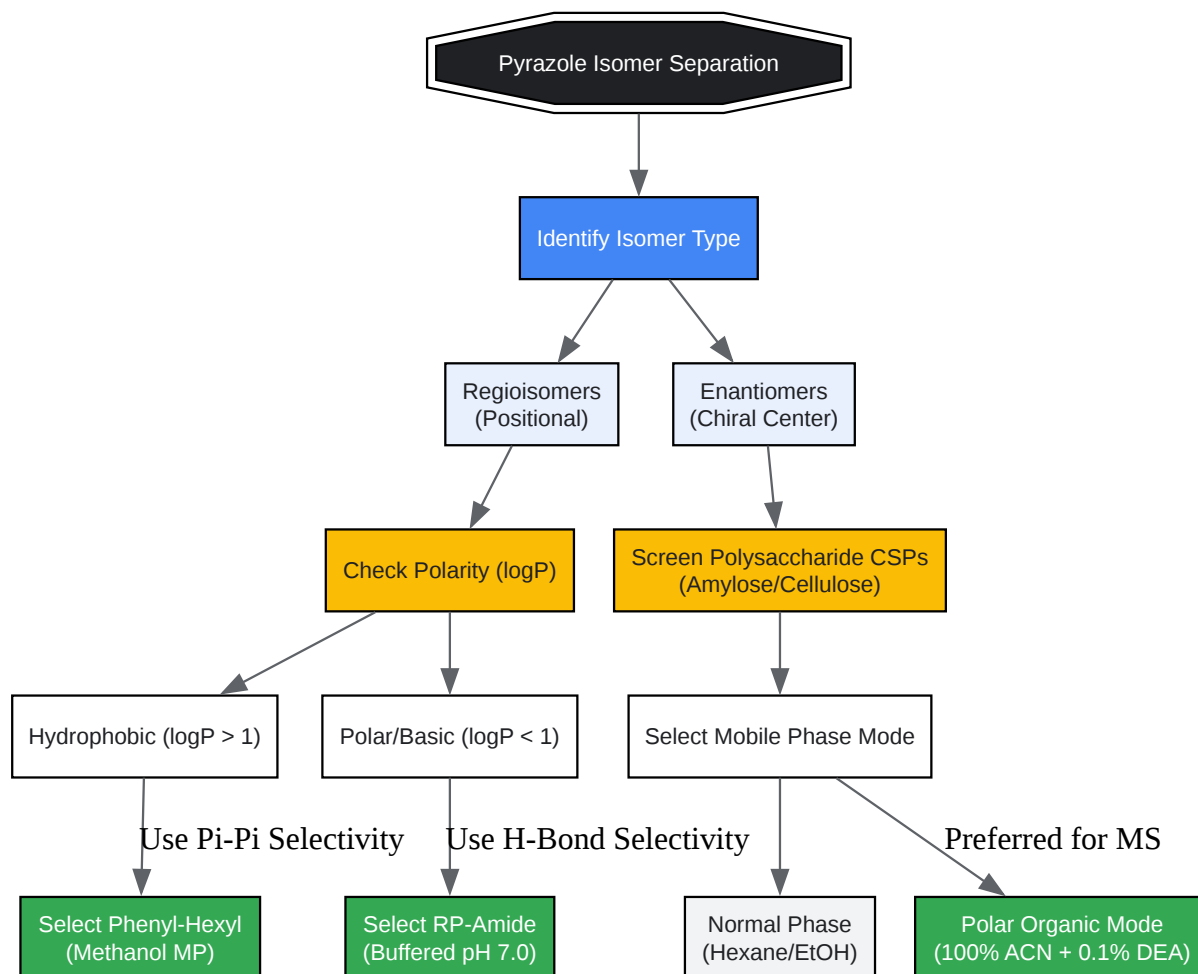 Pyrazole Isomer Separation
Identify Isomer Type
Regioisomers
(Positional)
Enantiomers
(Chiral Center)
Check Polarity (logP)
Screen Polysaccharide CSPs
(Amylose/Cellulose)
Hydrophobic (logP > 1)
Polar/Basic (logP < 1)
Select Mobile Phase Mode
Use Pi-Pi Selectivity
Use H-Bond Selectivity
Preferred for MS
Select Phenyl-Hexyl
(Methanol MP)
Select RP-Amide
(Buffered pH 7.0)
Normal Phase
(Hexane/EtOH)
Polar Organic Mode
(100% ACN + 0.1% DEA)